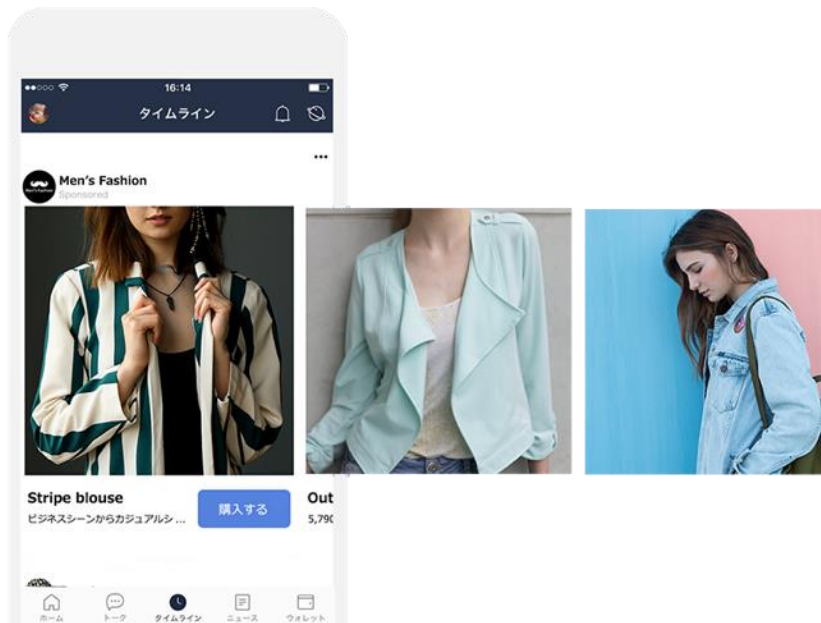 16:14
タイムライン
Men's Fashion
Sponsored
Stripe blouse
ビジネスシーンからカジュアルシ...
購入する
Out
5,790
ホーム
トーク
タイムライン
ニュース
ウォレット